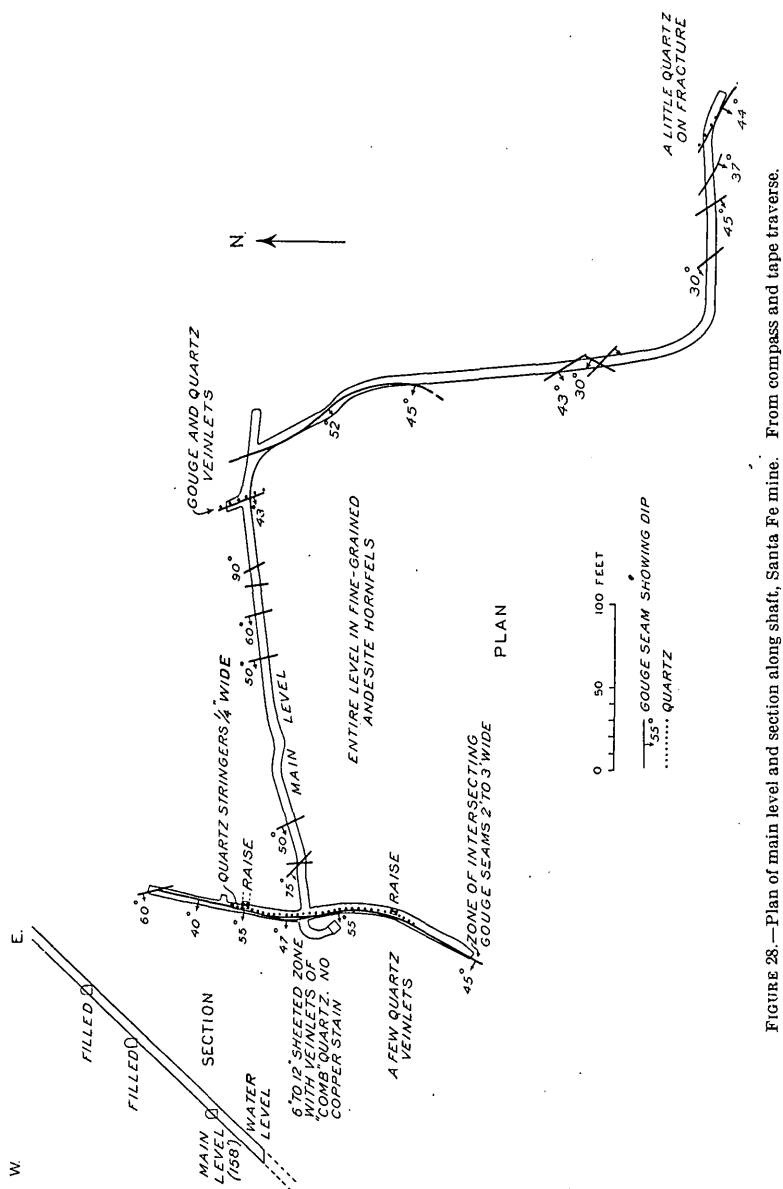 W.
E.
FILLED
FILLED
SECTION
MAIN
LEVEL
(158)
WATER
LEVEL
6" TO 12" SHEETED ZONE
WITH VEINLETS OF
"COMB" QUARTZ. NO
COPPER STAIN
A FEW QUARTZ
VEINLETS
ZONE OF INTERSECTING
GOUGE SEAMS 2' TO 3' WIDE
QUARTZ STRINGERS ¼" WIDE
RAISE
RAISE
60°
40°
55
47°
55
45°
75°
50°
MAIN LEVEL
50°
60°
90°
43
GOUGE AND QUARTZ
VEINLETS
52
45°
43°
30°
30°
45°
37°
44°
A LITTLE QUARTZ
ON FRACTURE
N
ENTIRE LEVEL IN FINE-GRAINED
ANDESITE HORNFELS
PLAN
0 50 100 FEET
55° GOUGE SEAM SHOWING DIP
QUARTZ
FIGURE 28.—Plan of main level and section along shaft, Santa Fe mine. From compass and tape traverse.